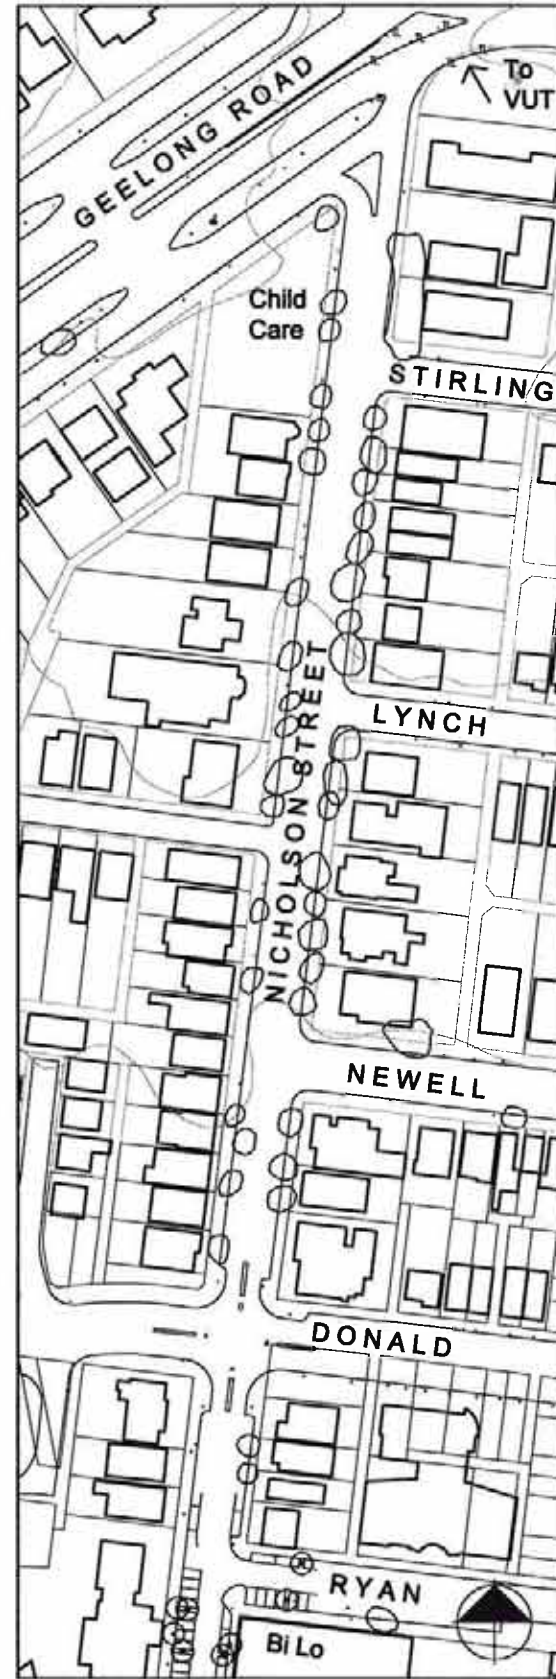 GEELONG ROAD
To
VUT
Child
Care
STIRLING
NICHOLSON STREET
LYNCH
NEWELL
DONALD
RYAN
Bi Lo